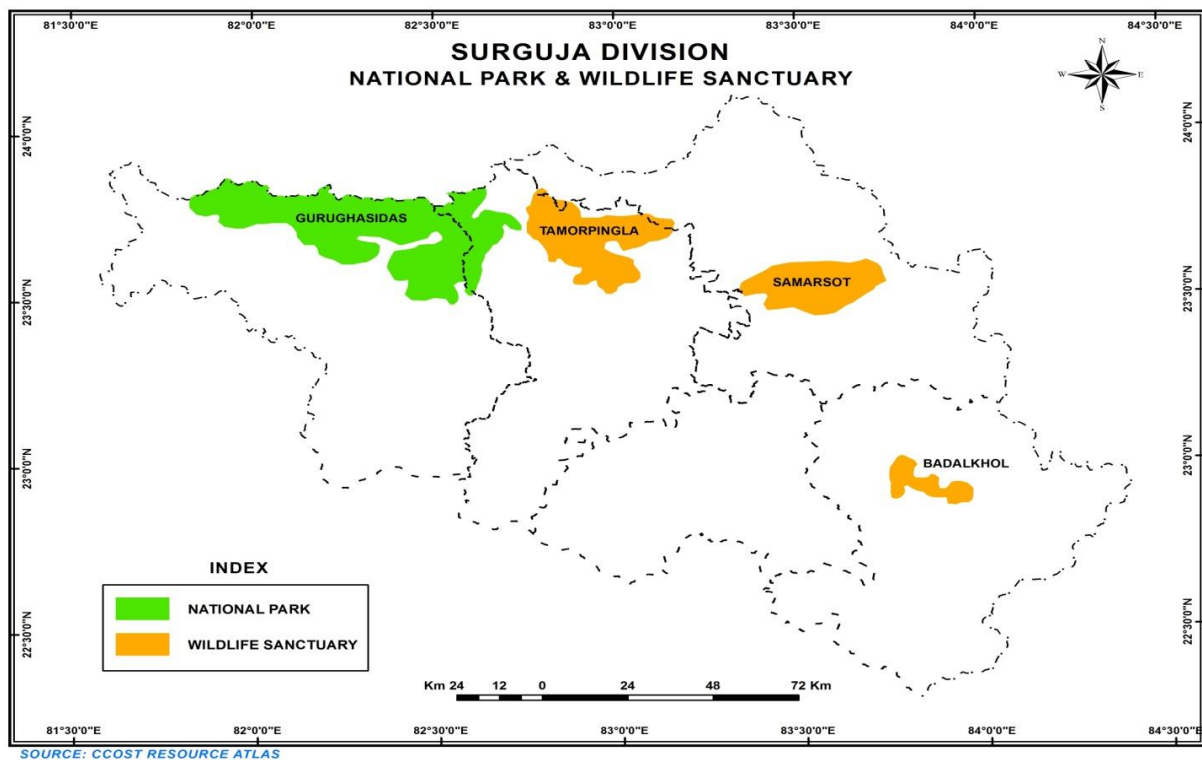 81°30'0"E 82°0'0"E 82°30'0"E 83°0'0"E 83°30'0"E 84°0'0"E 84°30'0"E
SURGUJA DIVISION
NATIONAL PARK & WILDLIFE SANCTUARY
N
W E
S
24°0'0"N 24°0'0"N
GURUGHASIDAS
TAMORPINGLA
SAMARSOT
23°30'0"N 23°30'0"N
BADALKHOL
23°0'0"N 23°0'0"N
INDEX
NATIONAL PARK
WILDLIFE SANCTUARY
22°30'0"N 22°30'0"N
Km 24 12 0 24 48 72 Km
81°30'0"E 82°0'0"E 82°30'0"E 83°0'0"E 83°30'0"E 84°0'0"E 84°30'0"E
SOURCE: CCOST RESOURCE ATLAS